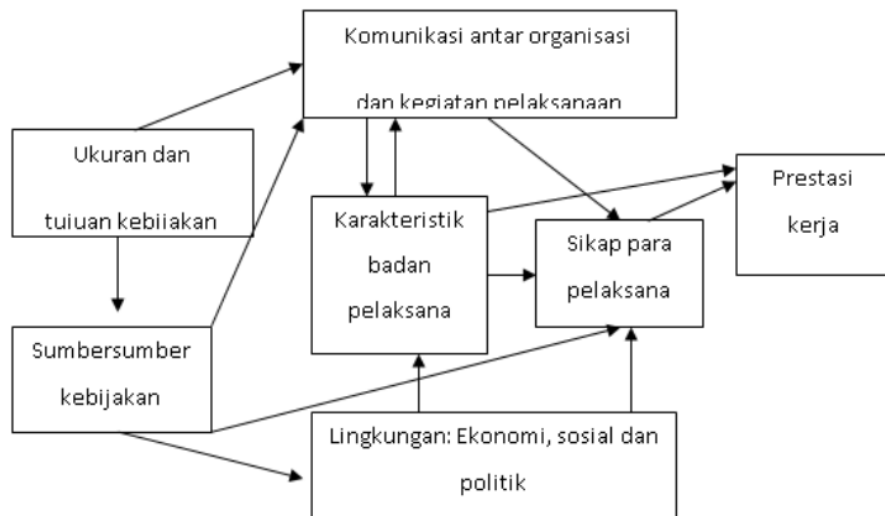 Komunikasi antar organisasi
dan kegiatan pelaksanaan
Ukuran dan
tujuan kebijakan
Sumbersumber
kebijakan
Karakteristik
badan
pelaksana
Sikap para
pelaksana
Prestasi
kerja
Lingkungan: Ekonomi, sosial dan
politik